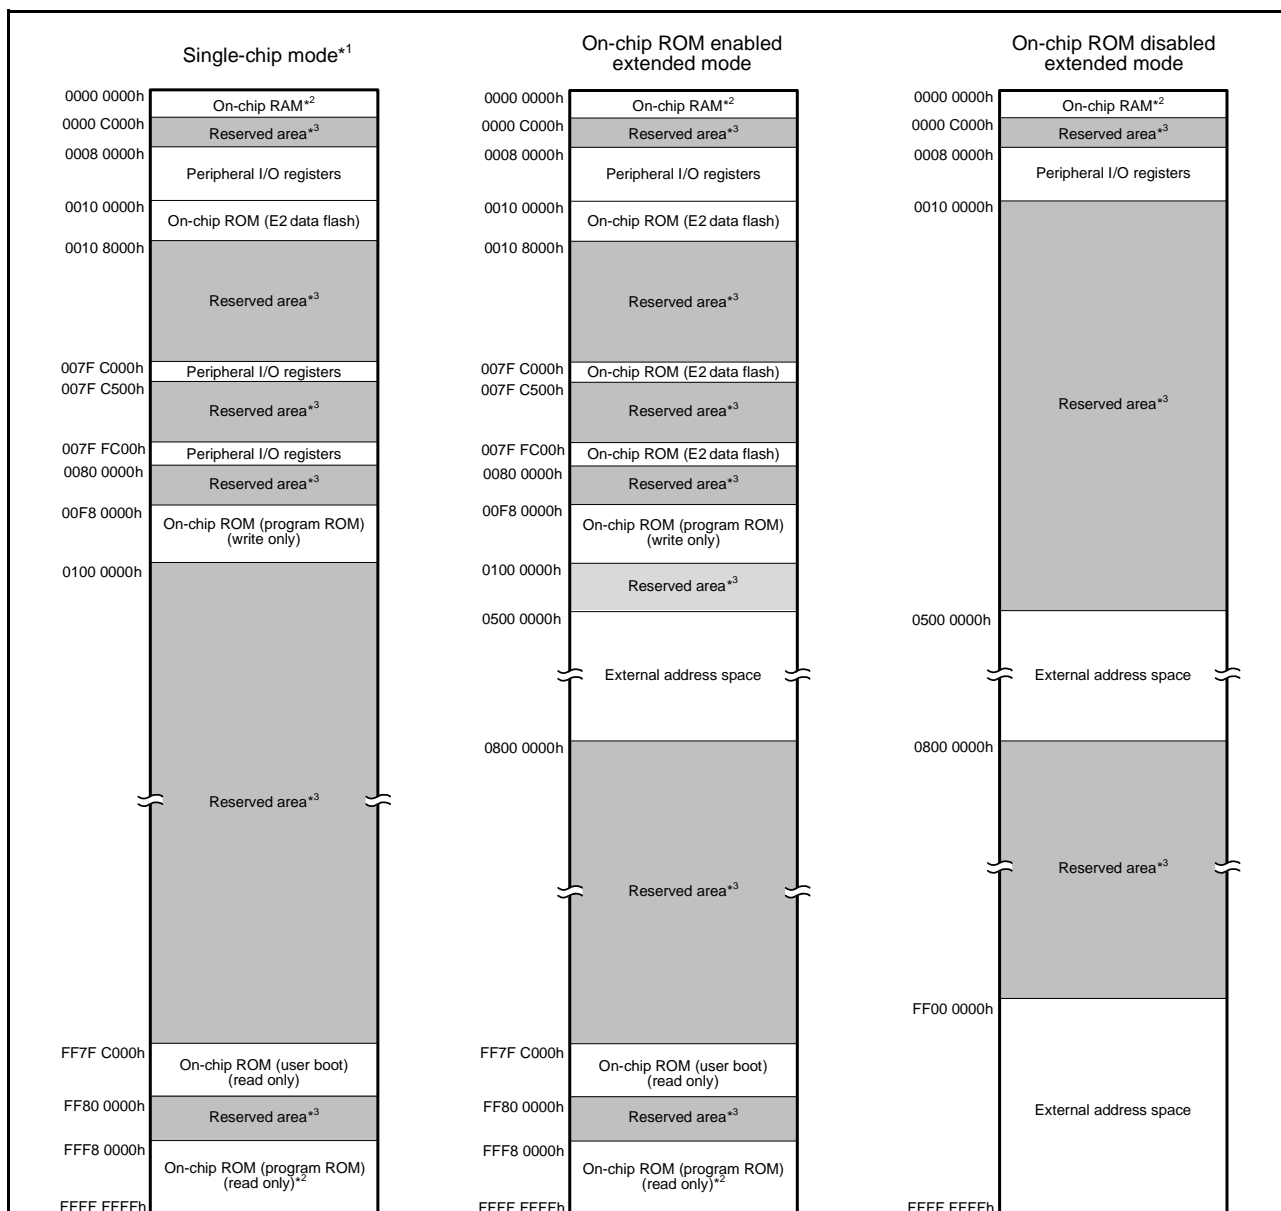 Single-chip mode*1
0000 0000h
On-chip RAM*2
0000 C000h
Reserved area*3
0008 0000h
Peripheral I/O registers
0010 0000h
On-chip ROM (E2 data flash)
0010 8000h
Reserved area*3
007F C000h
Peripheral I/O registers
007F C500h
Reserved area*3
007F FC00h
Peripheral I/O registers
0080 0000h
Reserved area*3
00F8 0000h
On-chip ROM (program ROM)
(write only)
0100 0000h
Reserved area*3
FF7F C000h
On-chip ROM (user boot)
(read only)
FF80 0000h
Reserved area*3
FFF8 0000h
On-chip ROM (program ROM)
(read only)*2
FFFF FFFFh
On-chip ROM enabled
extended mode
0000 0000h
On-chip RAM*2
0000 C000h
Reserved area*3
0008 0000h
Peripheral I/O registers
0010 0000h
On-chip ROM (E2 data flash)
0010 8000h
Reserved area*3
007F C000h
On-chip ROM (E2 data flash)
007F C500h
Reserved area*3
007F FC00h
On-chip ROM (E2 data flash)
0080 0000h
Reserved area*3
00F8 0000h
On-chip ROM (program ROM)
(write only)
0100 0000h
Reserved area*3
0500 0000h
External address space
0800 0000h
Reserved area*3
FF7F C000h
On-chip ROM (user boot)
(read only)
FF80 0000h
Reserved area*3
FFF8 0000h
On-chip ROM (program ROM)
(read only)*2
FFFF FFFFh
On-chip ROM disabled
extended mode
0000 0000h
On-chip RAM*2
0000 C000h
Reserved area*3
0008 0000h
Peripheral I/O registers
0010 0000h
Reserved area*3
0500 0000h
External address space
0800 0000h
Reserved area*3
FF00 0000h
External address space
FFFF FFFFh